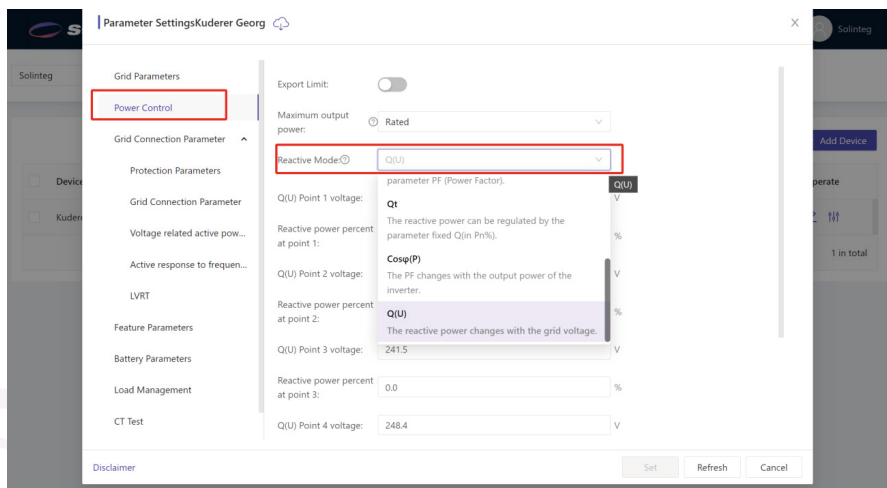 Parameter SettingsKuderer Georg
X
S
Solinteg
Solinteg
Grid Parameters
Power Control
Grid Connection Parameter
Protection Parameters
Grid Connection Parameter
Voltage related active pow...
Active response to frequen...
LVRT
Feature Parameters
Battery Parameters
Load Management
CT Test
Export Limit:
Maximum output
power:
? Rated
Reactive Mode:?
Q(U)
parameter PF (Power Factor).
Q(U)
Qt
The reactive power can be regulated by the
parameter fixed Q(in Pn%).
Cosφ(P)
The PF changes with the output power of the
inverter.
Q(U)
The reactive power changes with the grid voltage.
Q(U) Point 1 voltage:
V
Reactive power percent
at point 1:
%
Q(U) Point 2 voltage:
V
Reactive power percent
at point 2:
%
Q(U) Point 3 voltage:
241.5
V
Reactive power percent
at point 3:
0.0
%
Q(U) Point 4 voltage:
248.4
V
Add Device
Device
perate
Kuder
1 in total
Disclaimer
Set
Refresh
Cancel